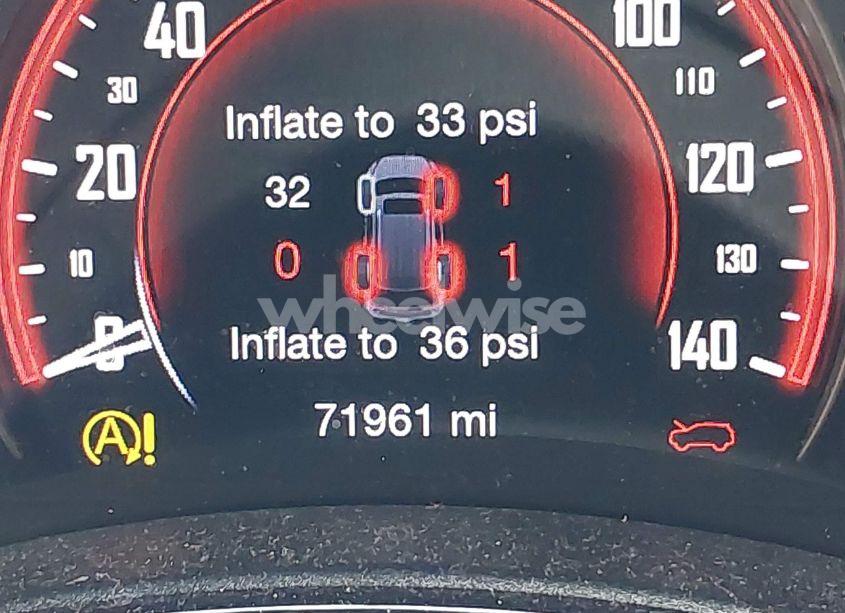 40
100
30
110
Inflate to 33 psi
20
120
32 1
10
0 1
130
wheelwise
0
Inflate to 36 psi
140
71961 mi
A!